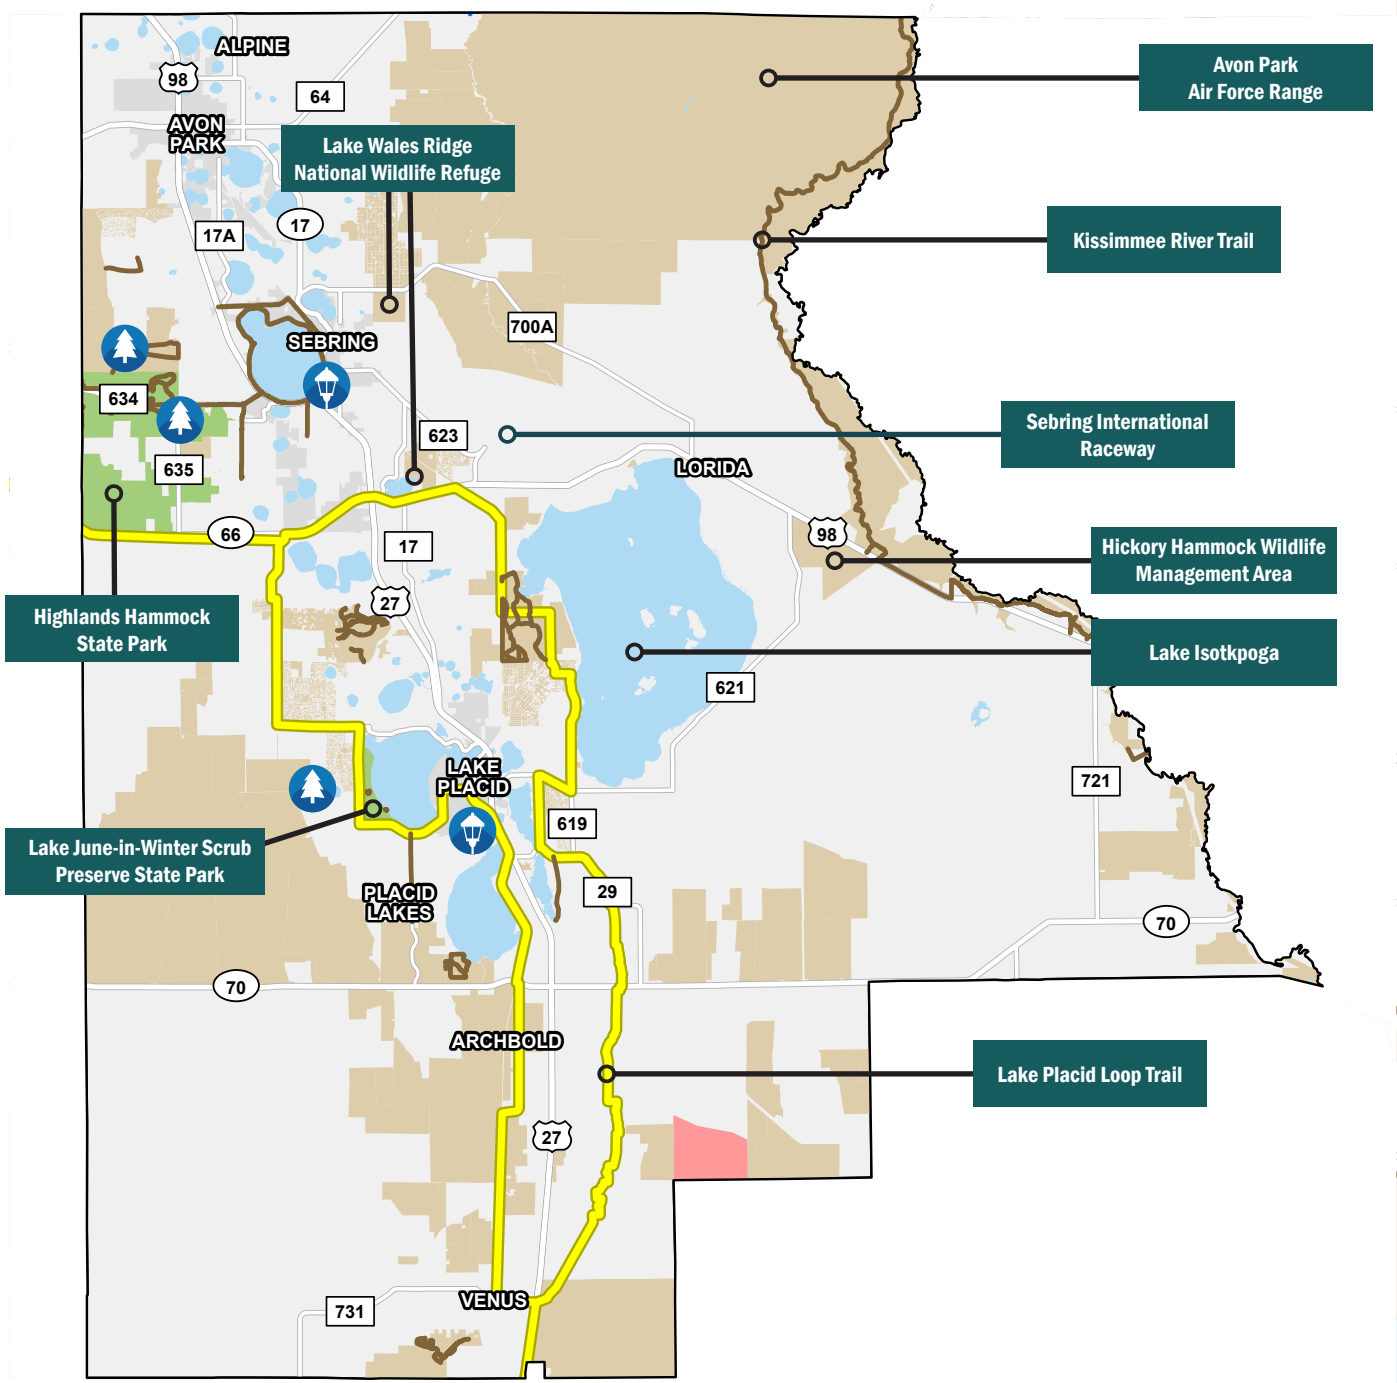 ALPINE
98
64
AVON
PARK
Avon Park
Air Force Range
Lake Wales Ridge
National Wildlife Refuge
17A
17
Kissimmee River Trail
700A
SEBRING
634
623
Sebring International
Raceway
635
LORIDA
66
17
98
Hickory Hammock Wildlife
Management Area
27
Highlands Hammock
State Park
Lake Isotkpoga
621
LAKE
PLACID
721
619
Lake June-in-Winter Scrub
Preserve State Park
PLACID
LAKES
29
70
70
ARCHBOLD
Lake Placid Loop Trail
27
VENUS
731